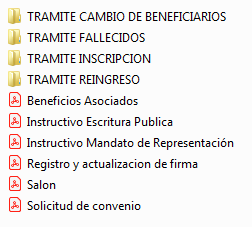 TRAMITE CAMBIO DE BENEFICIARIOS
TRAMITE FALLECIDOS
TRAMITE INSCRIPCION
TRAMITE REINGRESO
Beneficios Asociados
Instructivo Escritura Publica
Instructivo Mandato de Representación
Registro y actualizacion de firma
Salon
Solicitud de convenio